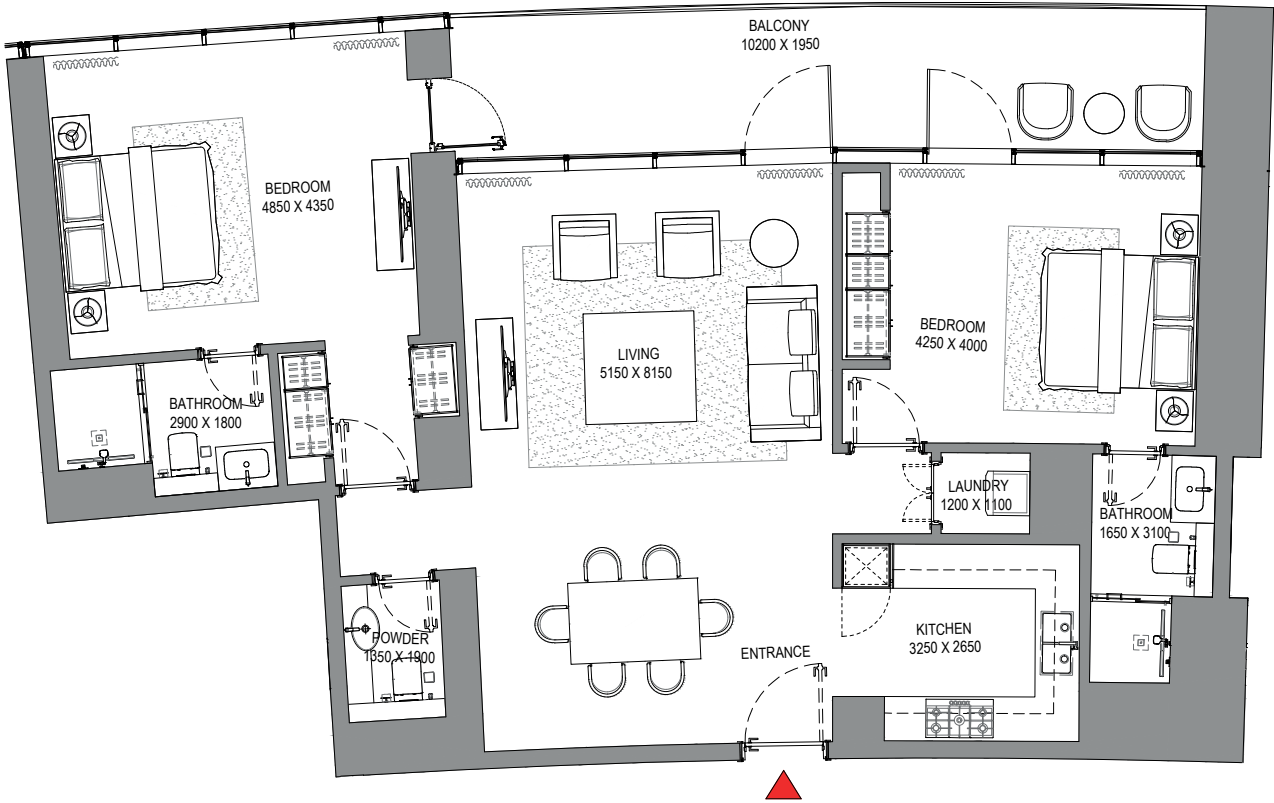 BALCONY
10200 X 1950
BEDROOM
4850 X 4350
BEDROOM
4250 X 4000
LIVING
5150 X 8150
BATHROOM
2900 X 1800
LAUNDRY
1200 X 1100
BATHROOM
1650 X 3100
POWDER
1350 X 1900
KITCHEN
3250 X 2650
ENTRANCE